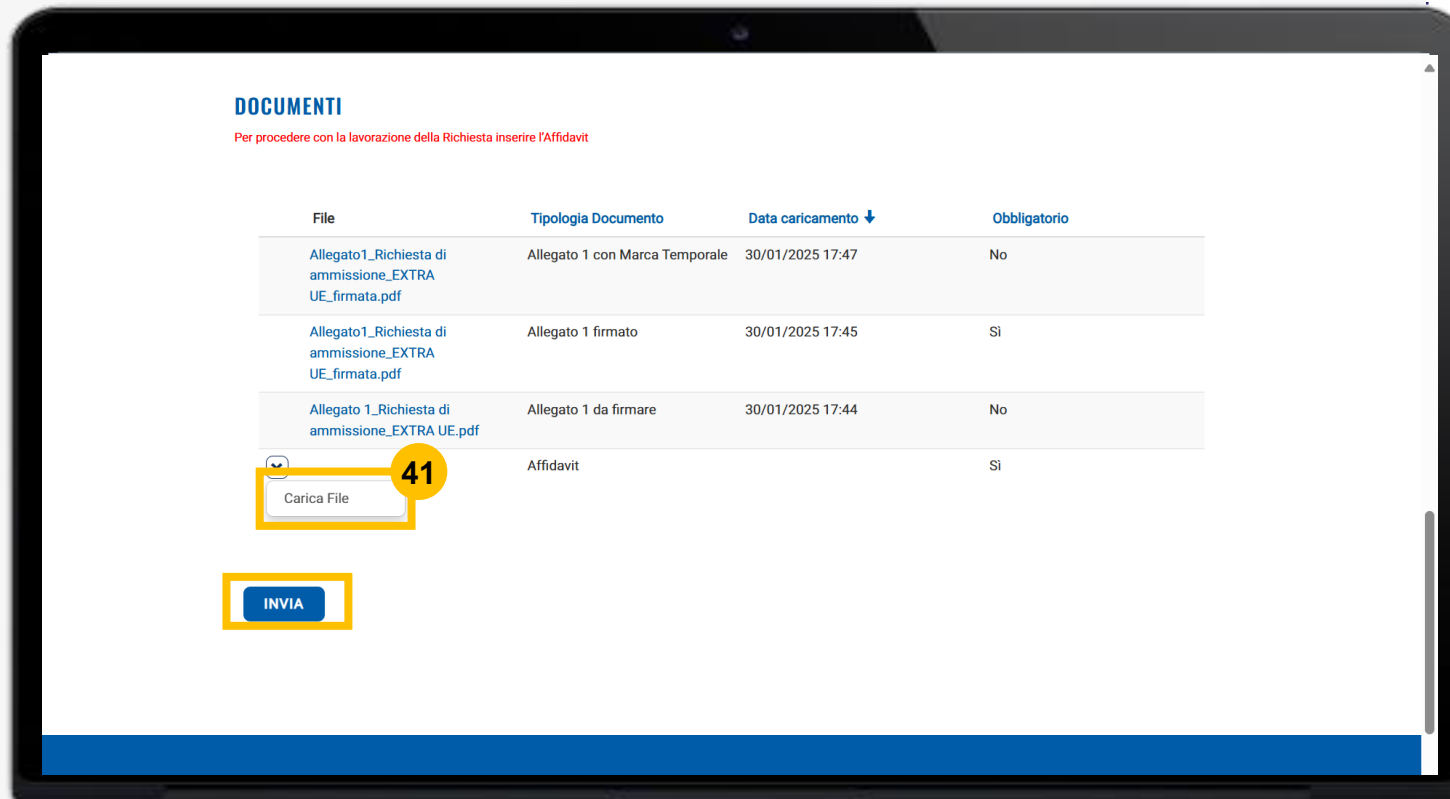 DOCUMENTI
Per procedere con la lavorazione della Richiesta inserire l'Affidavit
File Tipologia Documento Data caricamento Obbligatorio
Allegato1_Richiesta di
ammissione_EXTRA
UE_firmata.pdf
Allegato 1 con Marca Temporale 30/01/2025 17:47 No
Allegato1_Richiesta di
ammissione_EXTRA
UE_firmata.pdf
Allegato 1 firmato 30/01/2025 17:45 Sì
Allegato 1_Richiesta di
ammissione_EXTRA UE.pdf
Allegato 1 da firmare 30/01/2025 17:44 No
Affidavit Sì
41
Carica File
INVIA